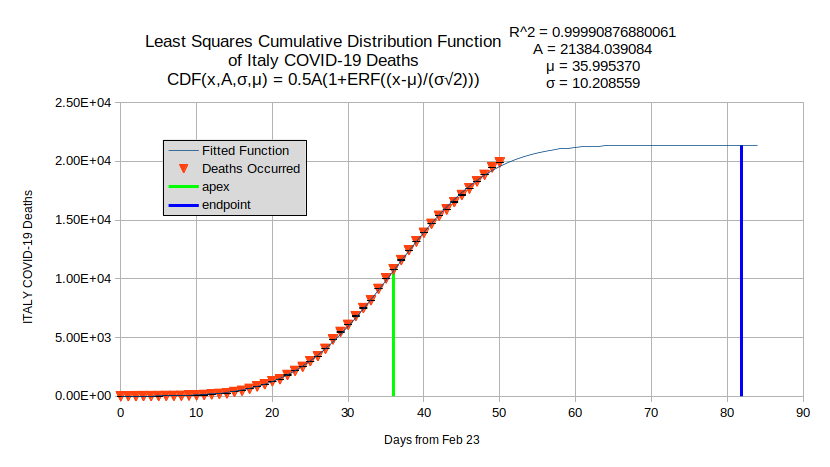 Least Squares Cumulative Distribution Function
of Italy COVID-19 Deaths
CDF(x,A,σ,μ) = 0.5A(1+ERF((x-μ)/(σ√2)))
R^2 = 0.99990876880061
A = 21384.039084
μ = 35.995370
σ = 10.208559
2.50E+04
2.00E+04
1.50E+04
1.00E+04
5.00E+03
0.00E+00
ITALY COVID-19 Deaths
Fitted Function
Deaths Occurred
apex
endpoint
0 10 20 30 40 50 60 70 80 90
Days from Feb 23